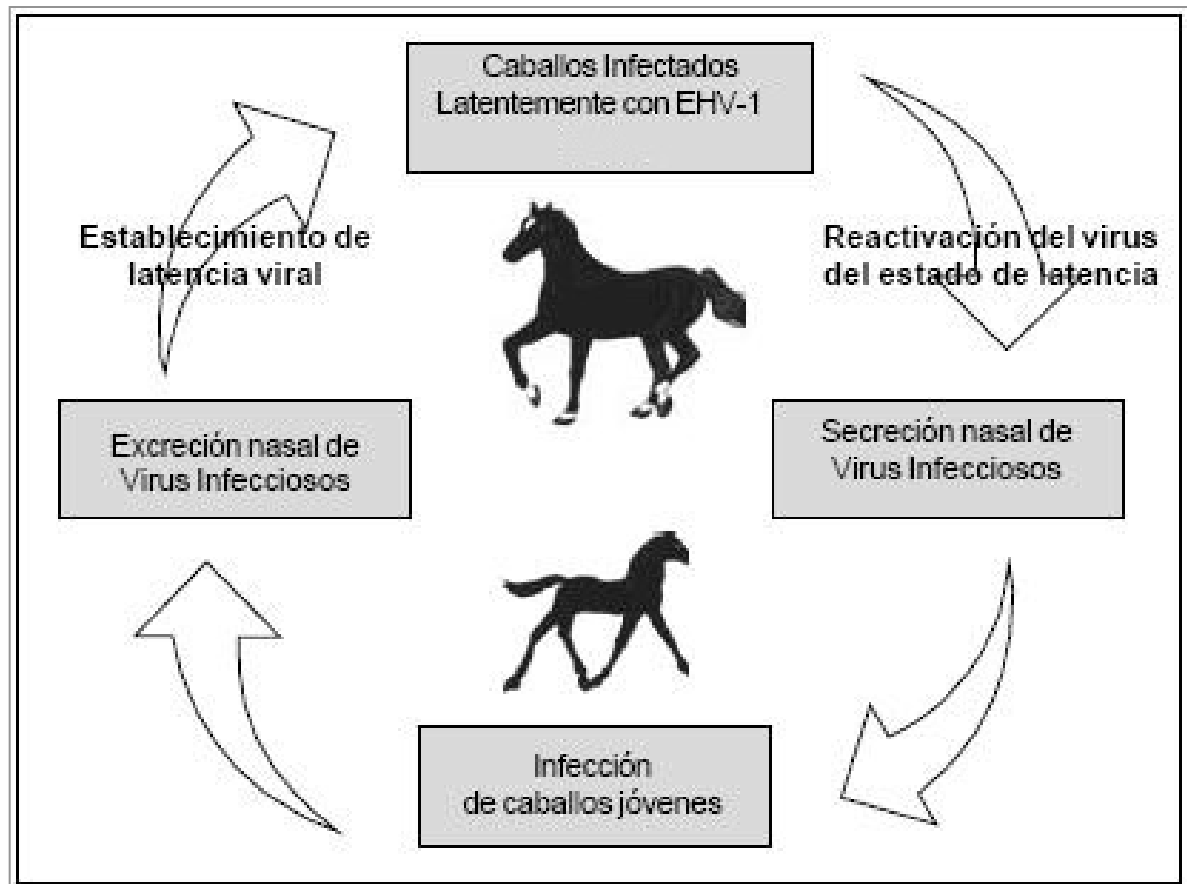 Caballos Infectados
Latentemente con EHV-1
Establecimiento de
latencia viral
Reactivación del virus
del estado de latencia
Excreción nasal de
Virus Infecciosos
Secreción nasal de
Virus Infecciosos
Infección
de caballos jóvenes